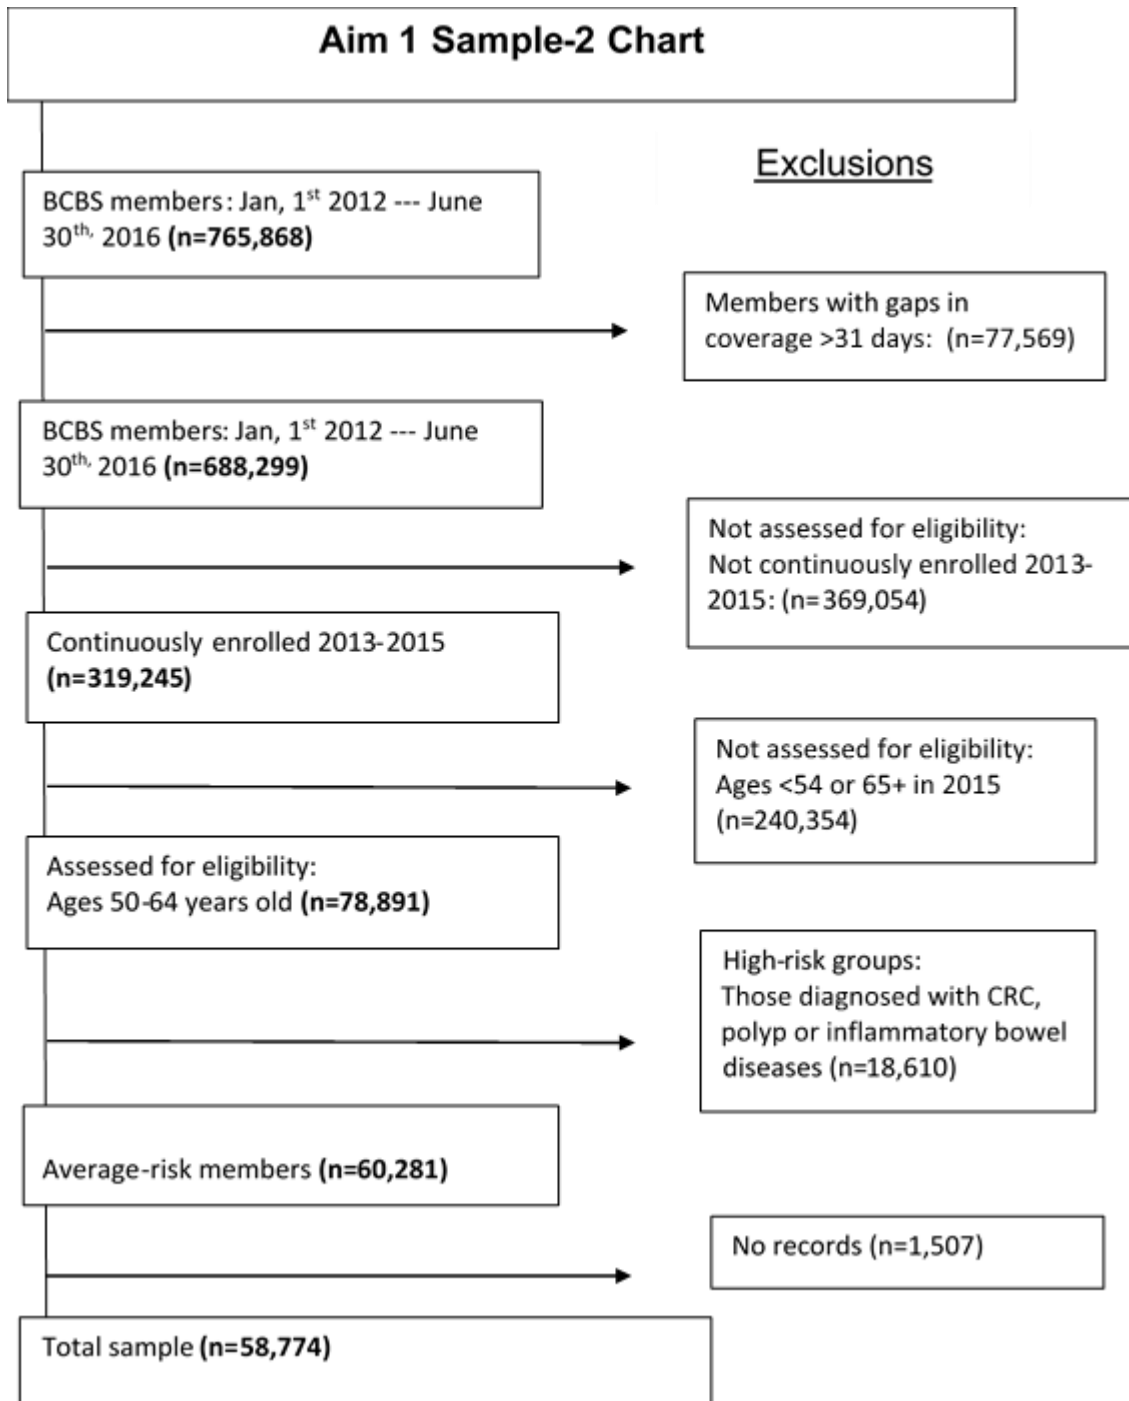 Aim 1 Sample-2 Chart
Exclusions
BCBS members: Jan, 1st 2012 --- June
30th, 2016 (n=765,868)
Members with gaps in
coverage >31 days: (n=77,569)
BCBS members: Jan, 1st 2012 --- June
30th, 2016 (n=688,299)
Not assessed for eligibility:
Not continuously enrolled 2013-
2015: (n=369,054)
Continuously enrolled 2013-2015
(n=319,245)
Not assessed for eligibility:
Ages <54 or 65+ in 2015
(n=240,354)
Assessed for eligibility:
Ages 50-64 years old (n=78,891)
High-risk groups:
Those diagnosed with CRC,
polyp or inflammatory bowel
diseases (n=18,610)
Average-risk members (n=60,281)
No records (n=1,507)
Total sample (n=58,774)